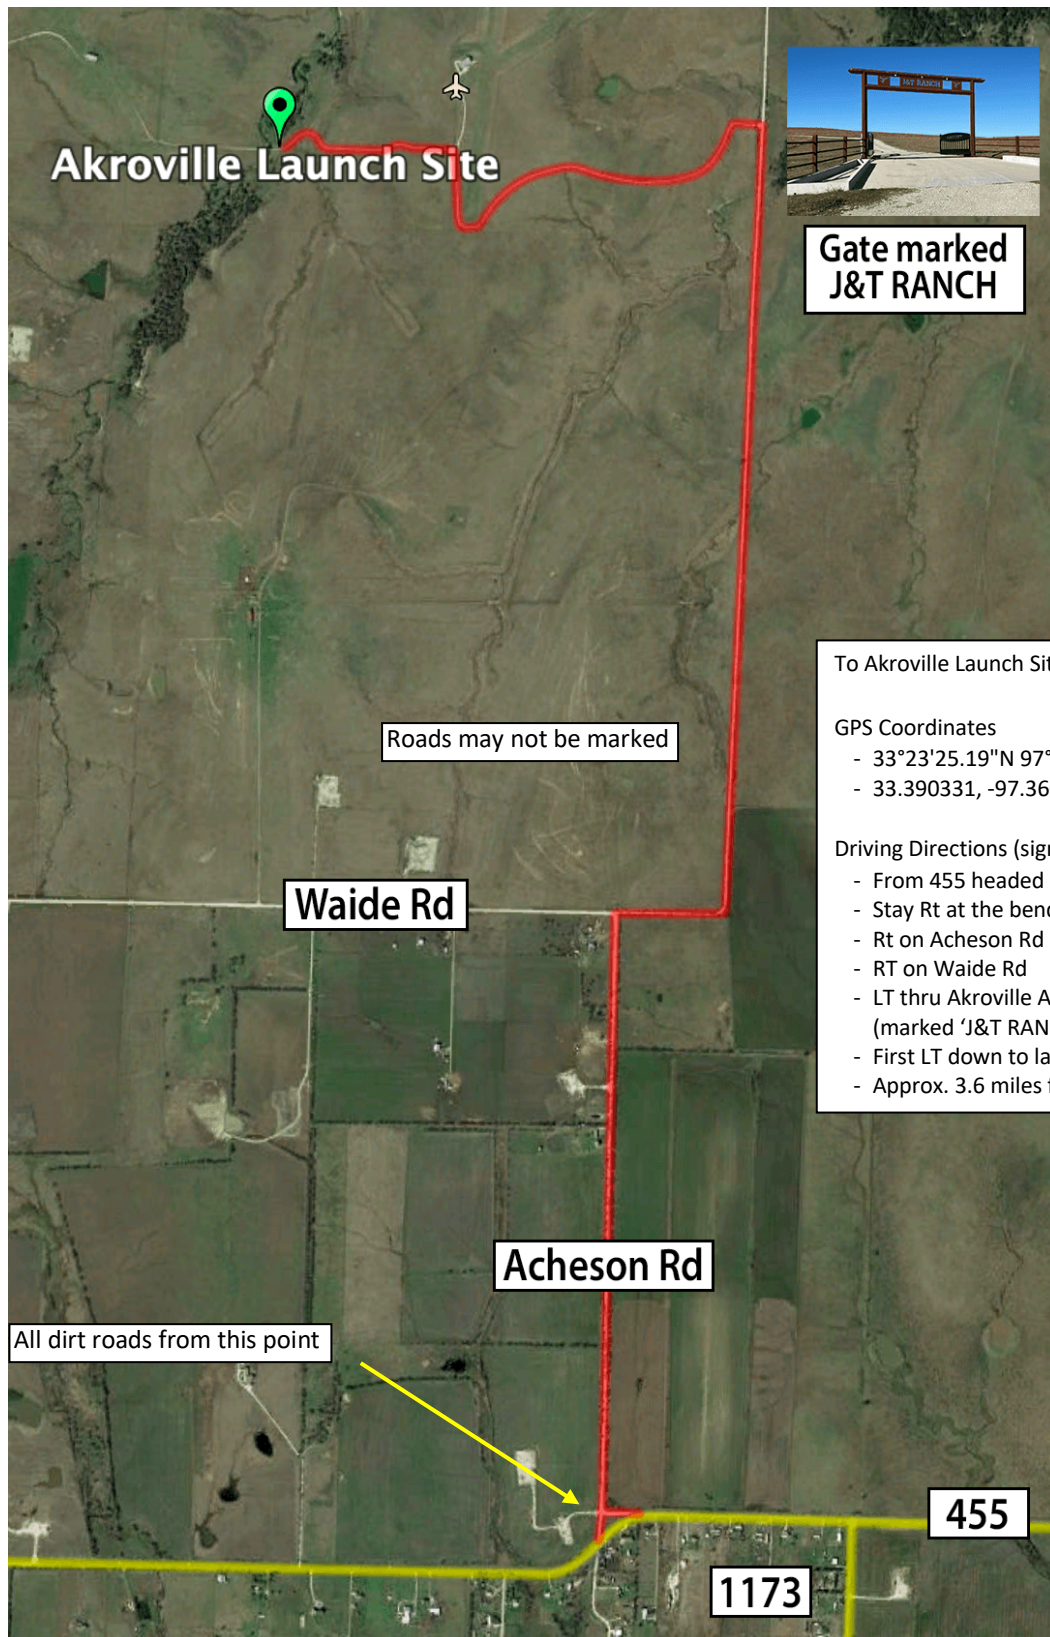 J&T RANCH
Akroville Launch Site
Gate marked
J&T RANCH
To Akroville Launch Sit
GPS Coordinates
- 33°23'25.19"N 97°
- 33.390331, -97.36
Roads may not be marked
Driving Directions (sig
- From 455 headed
- Stay Rt at the bend
- Rt on Acheson Rd
- RT on Waide Rd
- LT thru Akroville A
(marked ‘J&T RAN
- First LT down to la
- Approx. 3.6 miles
Waide Rd
Acheson Rd
All dirt roads from this point
455
1173